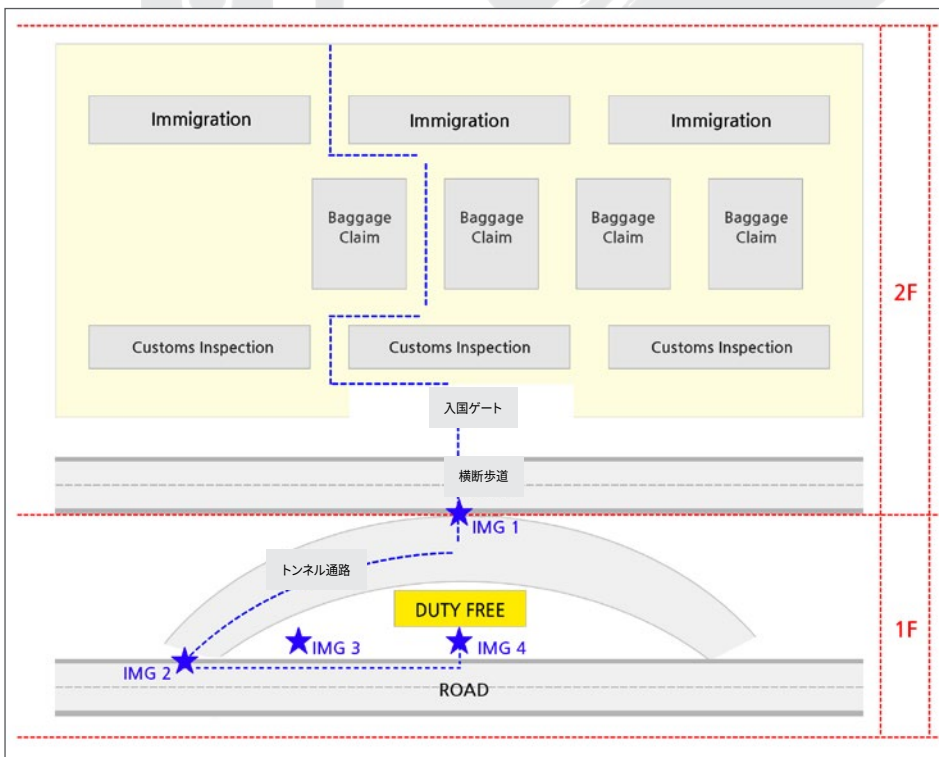 Immigration
Immigration
Immigration
Baggage
Claim
Baggage
Claim
Baggage
Claim
Baggage
Claim
2F
Customs Inspection
Customs Inspection
Customs Inspection
入国ゲート
横断歩道
IMG 1
トンネル通路
DUTY FREE
1F
IMG 3
IMG 4
IMG 2
ROAD